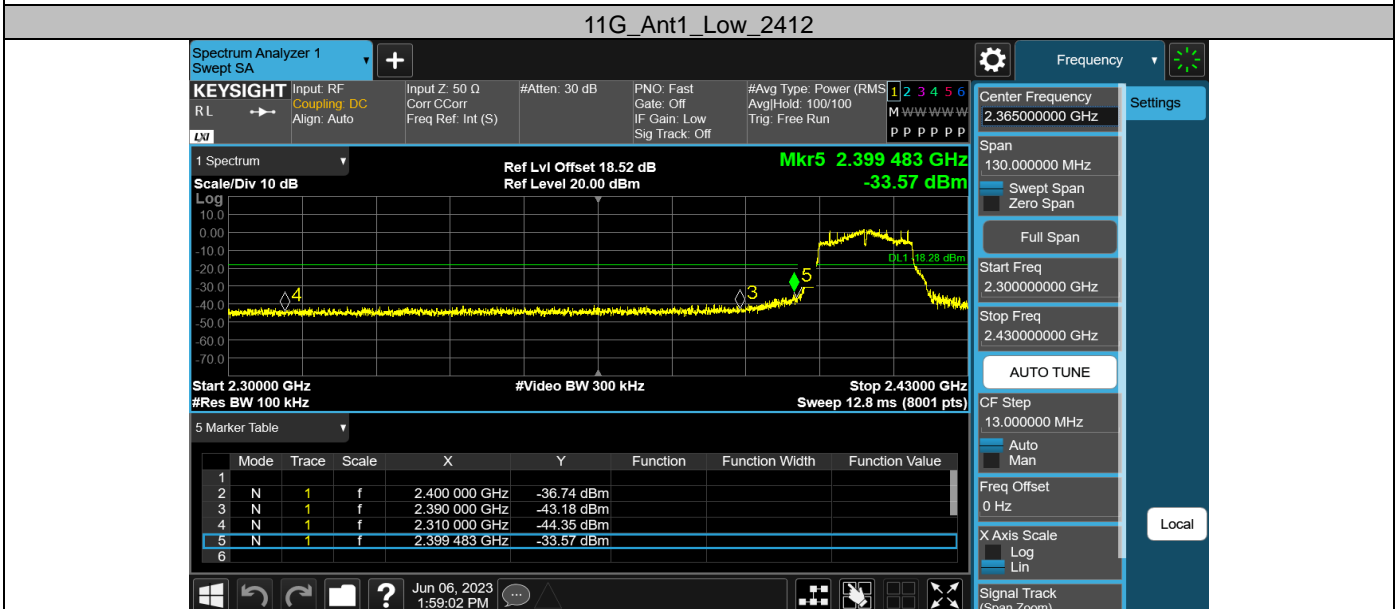 11G_Ant1_Low_2412
Spectrum Analyzer 1
Swept SA
Frequency
KEYSIGHT
RL
LXI
Input: RF
Coupling: DC
Align: Auto
Input Z: 50 Ω
Corr CCorr
Freq Ref: Int (S)
#Atten: 30 dB
PNO: Fast
Gate: Off
IF Gain: Low
Sig Track: Off
#Avg Type: Power (RMS
Avg|Hold: 100/100
Trig: Free Run
1 2 3 4 5 6
M W W W W W
P P P P P P
Center Frequency
2.365000000 GHz
Settings
Span
130.000000 MHz
Swept Span
Zero Span
Full Span
Start Freq
2.300000000 GHz
Stop Freq
2.430000000 GHz
AUTO TUNE
CF Step
13.000000 MHz
Auto
Man
Freq Offset
0 Hz
X Axis Scale
Log
Lin
Local
Signal Track
(Span Zoom)
1 Spectrum
Scale/Div 10 dB
Ref Lvl Offset 18.52 dB
Ref Level 20.00 dBm
Mkr5 2.399 483 GHz
-33.57 dBm
Log
10.0
0.00
-10.0
-20.0
-30.0
-40.0
-50.0
-60.0
-70.0
DL1 -18.28 dBm
4
3
5
Start 2.30000 GHz
#Res BW 100 kHz
#Video BW 300 kHz
Stop 2.43000 GHz
Sweep 12.8 ms (8001 pts)
5 Marker Table
Mode Trace Scale X Y Function Function Width Function Value
1
2 N 1 f 2.400 000 GHz -36.74 dBm
3 N 1 f 2.390 000 GHz -43.18 dBm
4 N 1 f 2.310 000 GHz -44.35 dBm
5 N 1 f 2.399 483 GHz -33.57 dBm
6
?
Jun 06, 2023
1:59:02 PM